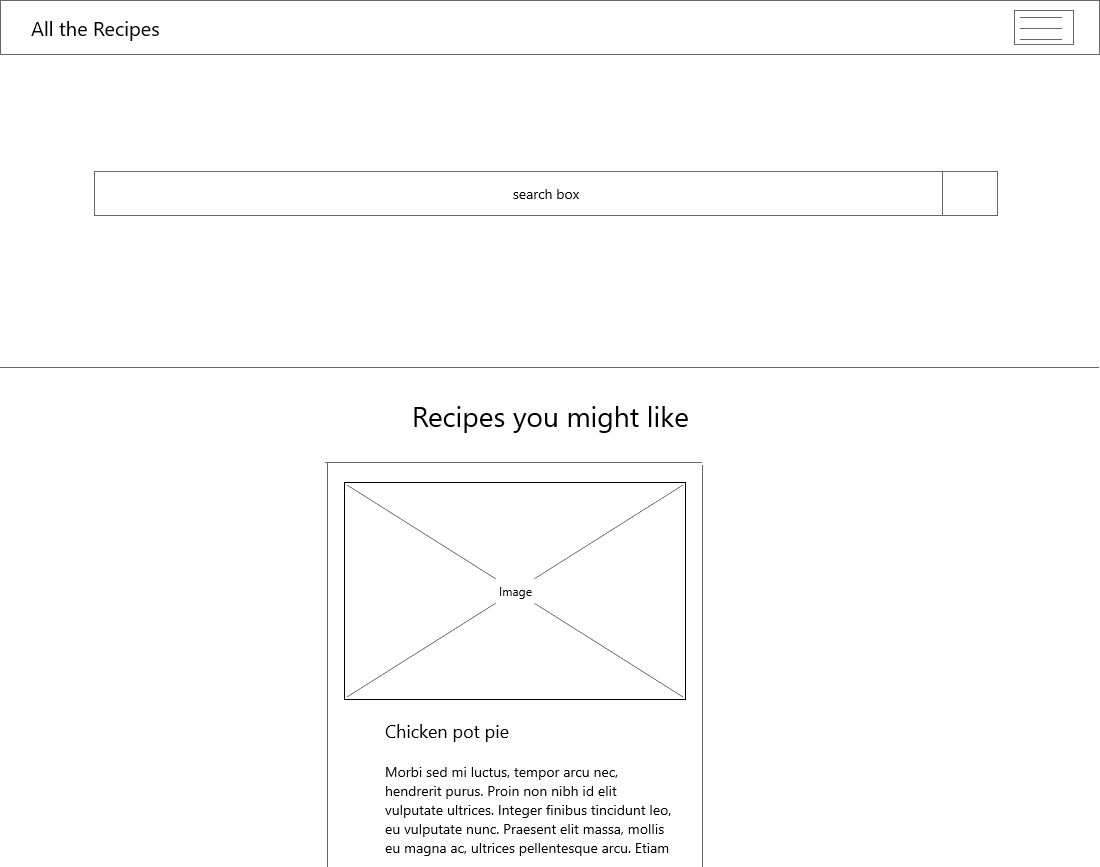 All the Recipes
search box
Recipes you might like
Image
Chicken pot pie
Morbi sed mi luctus, tempor arcu nec,
hendrerit purus. Proin non nibh id elit
vulputate ultrices. Integer finibus tincidunt leo,
eu vulputate nunc. Praesent elit massa, mollis
eu magna ac, ultrices pellentesque arcu. Etiam